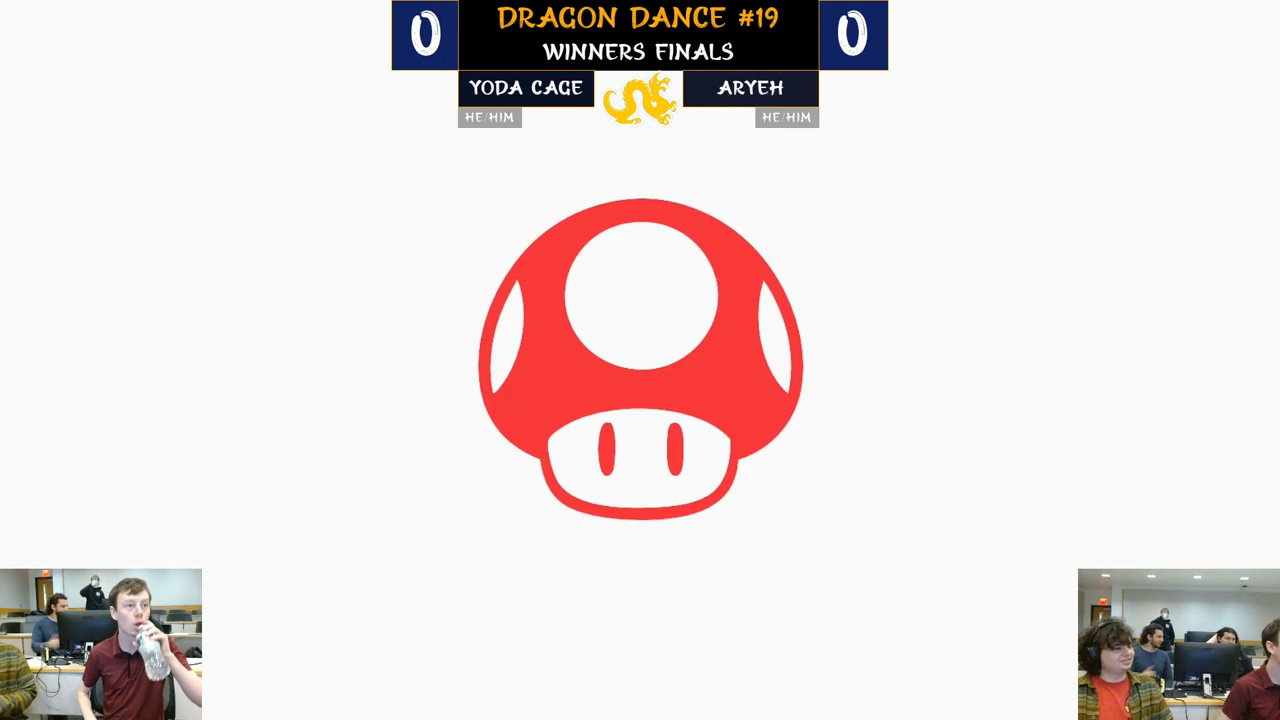 0
DRAGON DANCE #19
0
WINNERS FINALS
YODA CAGE
ARYEH
HE/HIM
HE/HIM